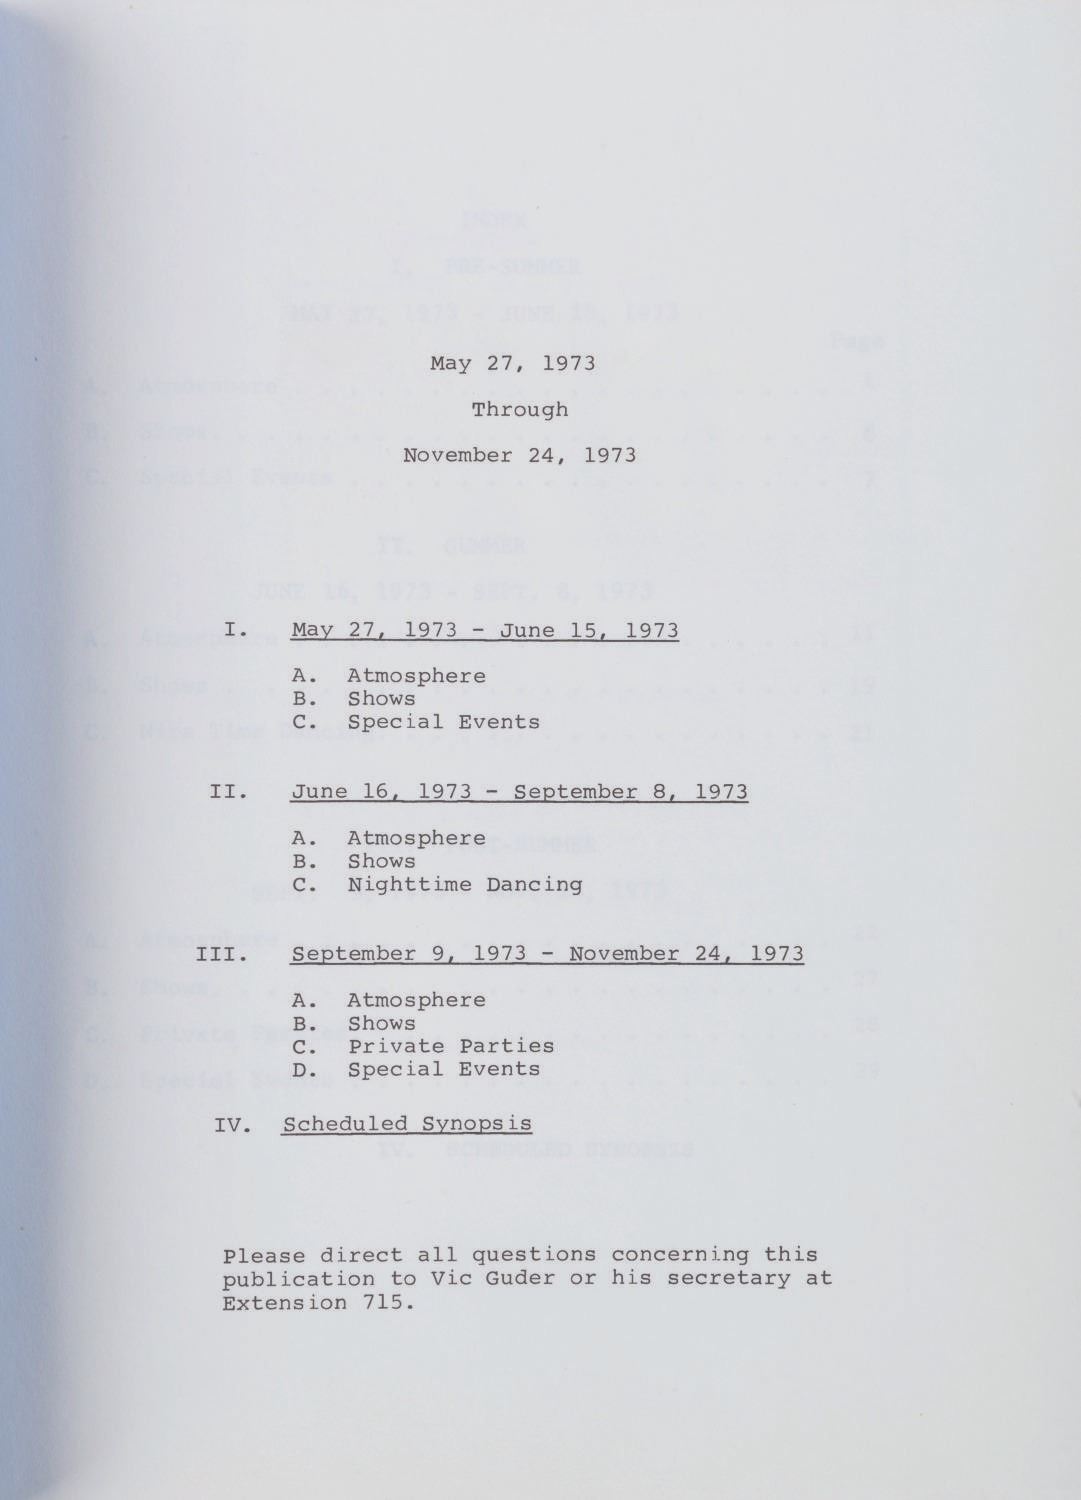 May 27, 1973
Through
November 24, 1973
I. May 27, 1973 - June 15, 1973
A. Atmosphere
B. Shows
C. Special Events
II. June 16, 1973 - September 8, 1973
A. Atmosphere
B. Shows
C. Nighttime Dancing
III. September 9, 1973 - November 24, 1973
A. Atmosphere
B. Shows
C. Private Parties
D. Special Events
IV. Scheduled Synopsis
Please direct all questions concerning this
publication to Vic Guder or his secretary at
Extension 715.